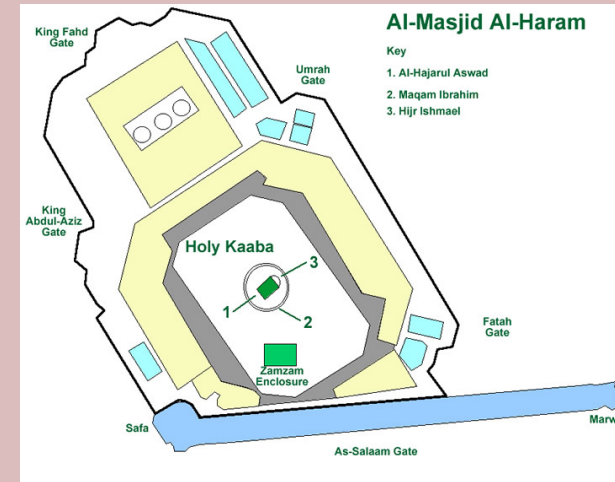 Al-Masjid Al-Haram
Key
1. Al-Hajarul Aswad
2. Maqam Ibrahim
3. Hijr Ishmael
King Fahd
Gate
Umrah
Gate
King
Abdul-Aziz
Gate
Holy Kaaba
3
1
2
Zamzam
Enclosure
Fatah
Gate
Safa
Marw
As-Salaam Gate